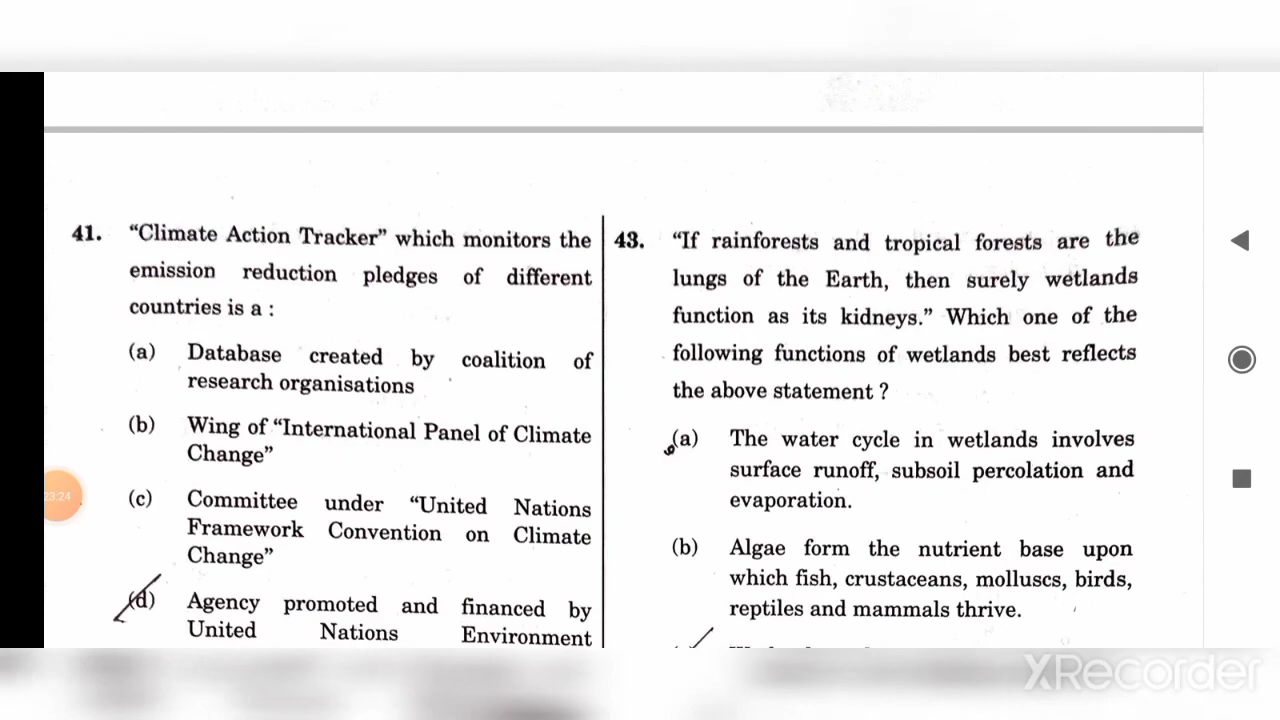 41. “Climate Action Tracker” which monitors the
emission reduction pledges of different
countries is a :
(a) Database created by coalition of
research organisations
(b) Wing of “International Panel of Climate
Change”
(c) Committee under “United Nations
Framework Convention on Climate
Change”
(d) Agency promoted and financed by
United Nations Environment
43. “If rainforests and tropical forests are the
lungs of the Earth, then surely wetlands
function as its kidneys.” Which one of the
following functions of wetlands best reflects
the above statement ?
(a) The water cycle in wetlands involves
surface runoff, subsoil percolation and
evaporation.
(b) Algae form the nutrient base upon
which fish, crustaceans, molluscs, birds,
reptiles and mammals thrive.
23:24
XRecorder